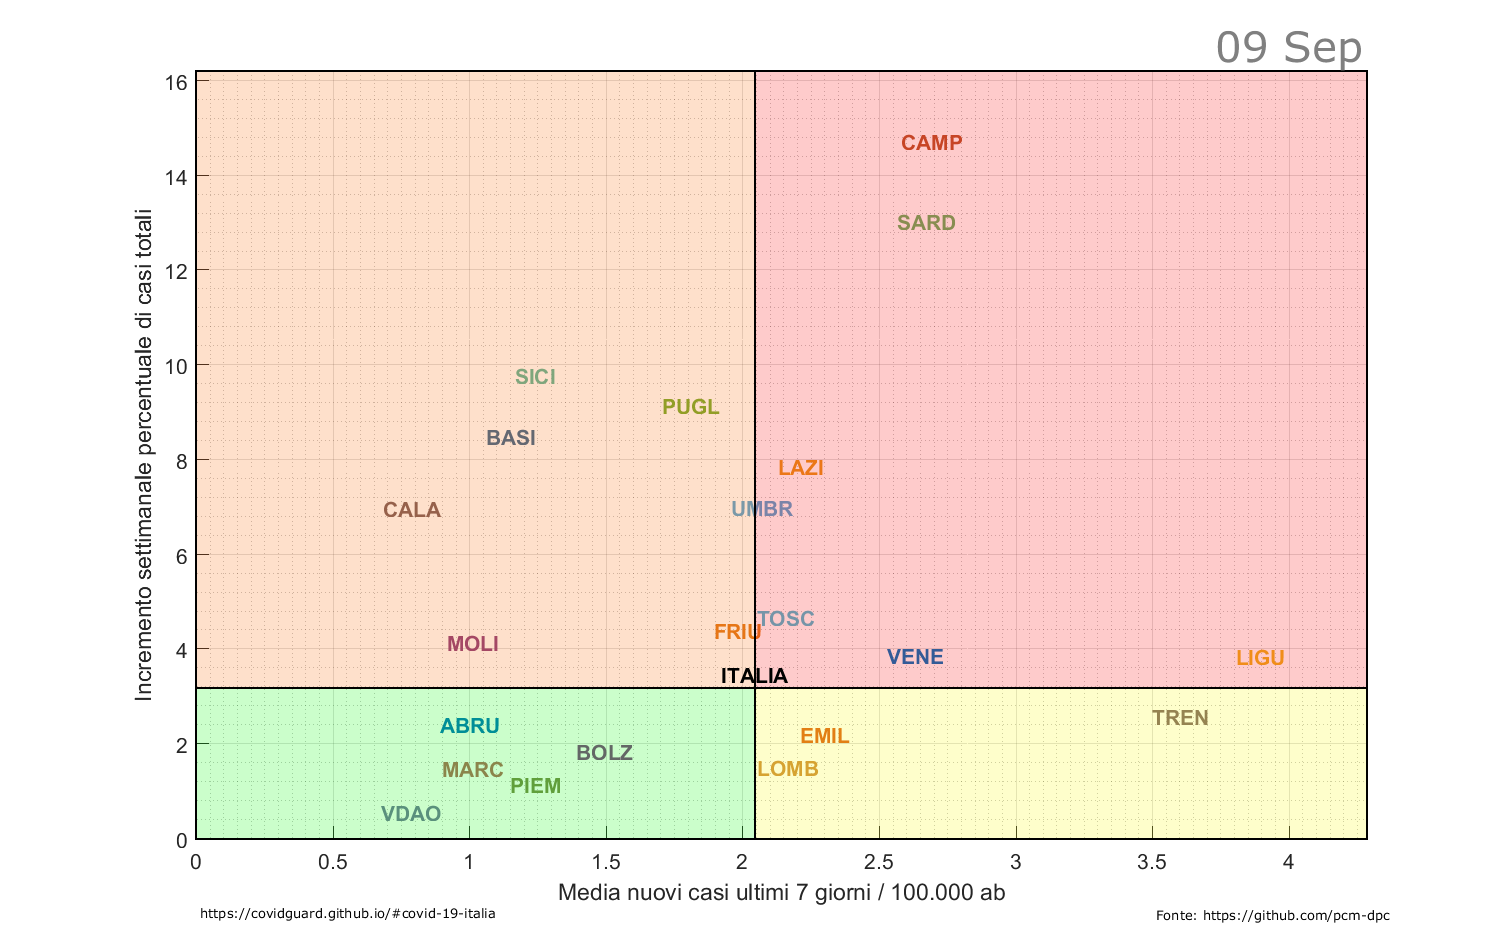 09 Sep
16
CAMP
14
SARD
12
10
SICI
PUGL
BASI
8
LAZI
CALA
UMBR
6
TOSC
FRIU
MOLI
4
VENE
LIGU
ITALIA
TREN
ABRU
EMIL
2
BOLZ
MARC
LOMB
PIEM
VDAO
0
Incremento settimanale percentuale di casi totali
0 0.5 1 1.5 2 2.5 3 3.5 4
Media nuovi casi ultimi 7 giorni / 100.000 ab
https://covidguard.github.io/#covid-19-italia
Fonte: https://github.com/pcm-dpc